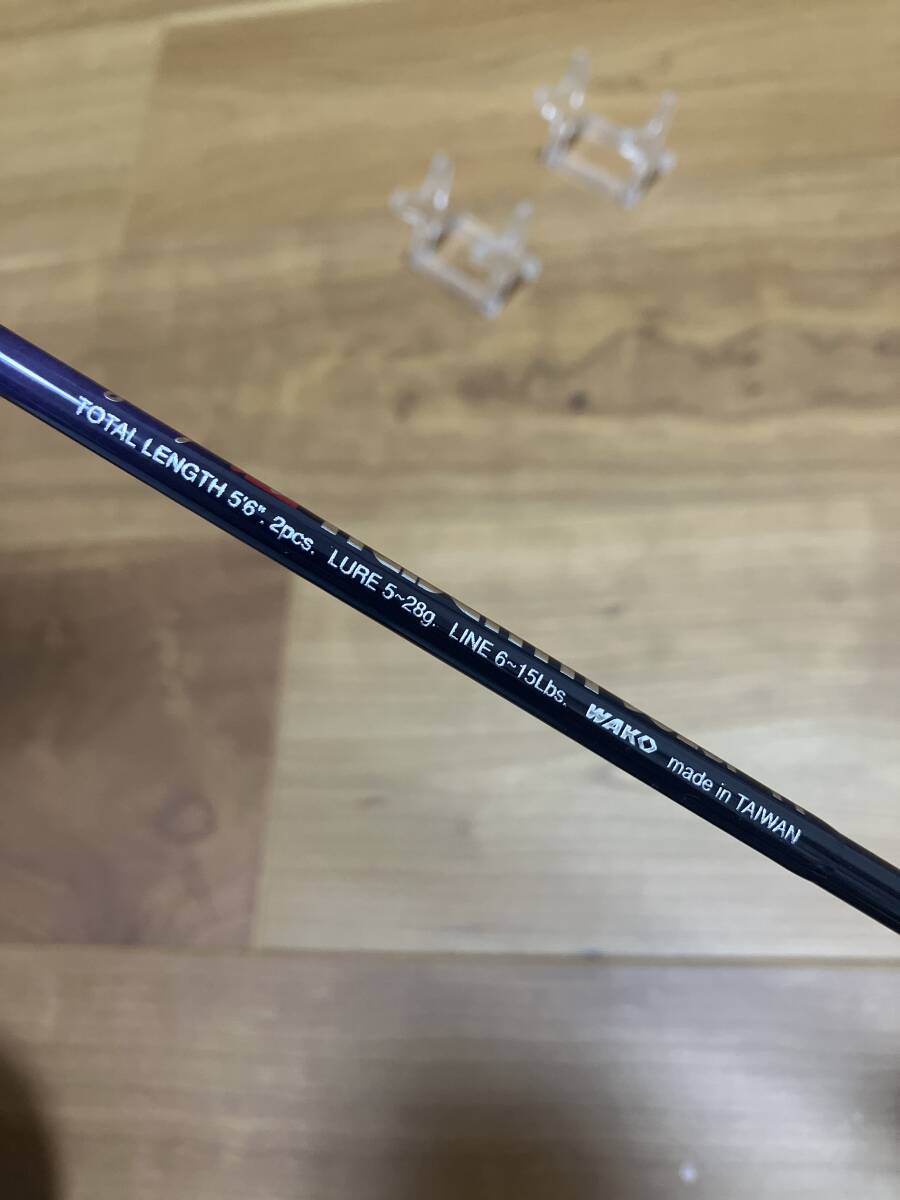 TOTAL LENGTH 5'6". 2pcs. LURE 5~28g. LINE 6~15Lbs. WAKO made in TAIWAN